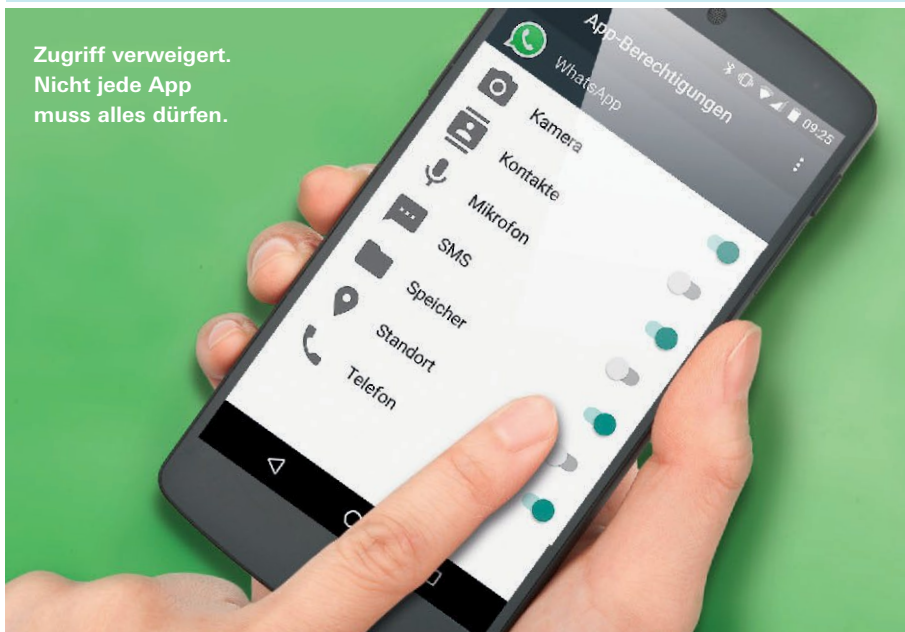 Zugriff verweigert.
Nicht jede App
muss alles dürfen.
09:25
App-Berechtigungen
WhatsApp
Kamera
Kontakte
Mikrofon
SMS
Speicher
Standort
Telefon